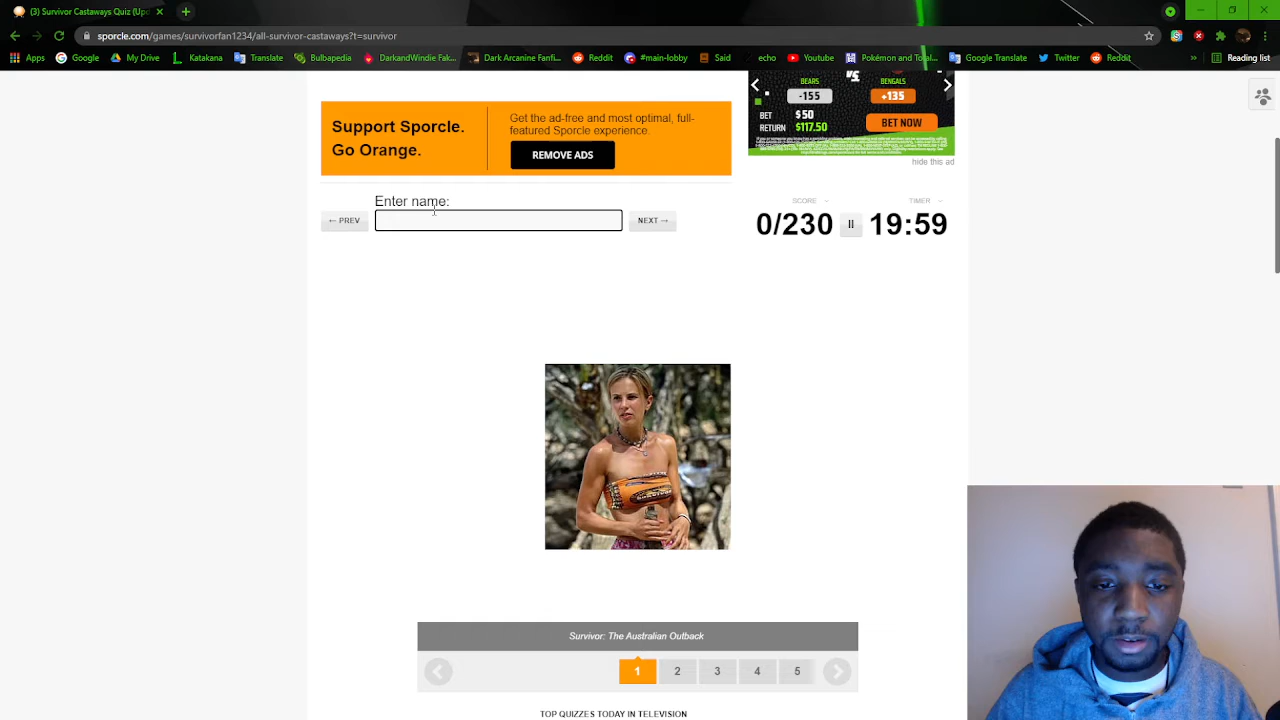 (3) Survivor Castaways Quiz (Up
sporcle.com/games/survivorfan1234/all-survivor-castaways?t=survivor
Apps
Google
My Drive
Katakana
Translate
Bulbapedia
DarkandWindie Fak...
Dark Arcanine Fanfi...
Reddit
#main-lobby
Said
echo
Youtube
Pokémon and Total...
Google Translate
Twitter
Reddit
»
Reading list
Support Sporcle.
Go Orange.
Get the ad-free and most optimal, full-
featured Sporcle experience.
REMOVE ADS
BEARS
-155
VS
BENGALS
+135
BET $50
RETURN $117.50
BET NOW
hide this ad
Enter name:
← PREV
NEXT →
SCORE
0/230
TIMER
19:59
Survivor: The Australian Outback
1 2 3 4 5
TOP QUIZZES TODAY IN TELEVISION